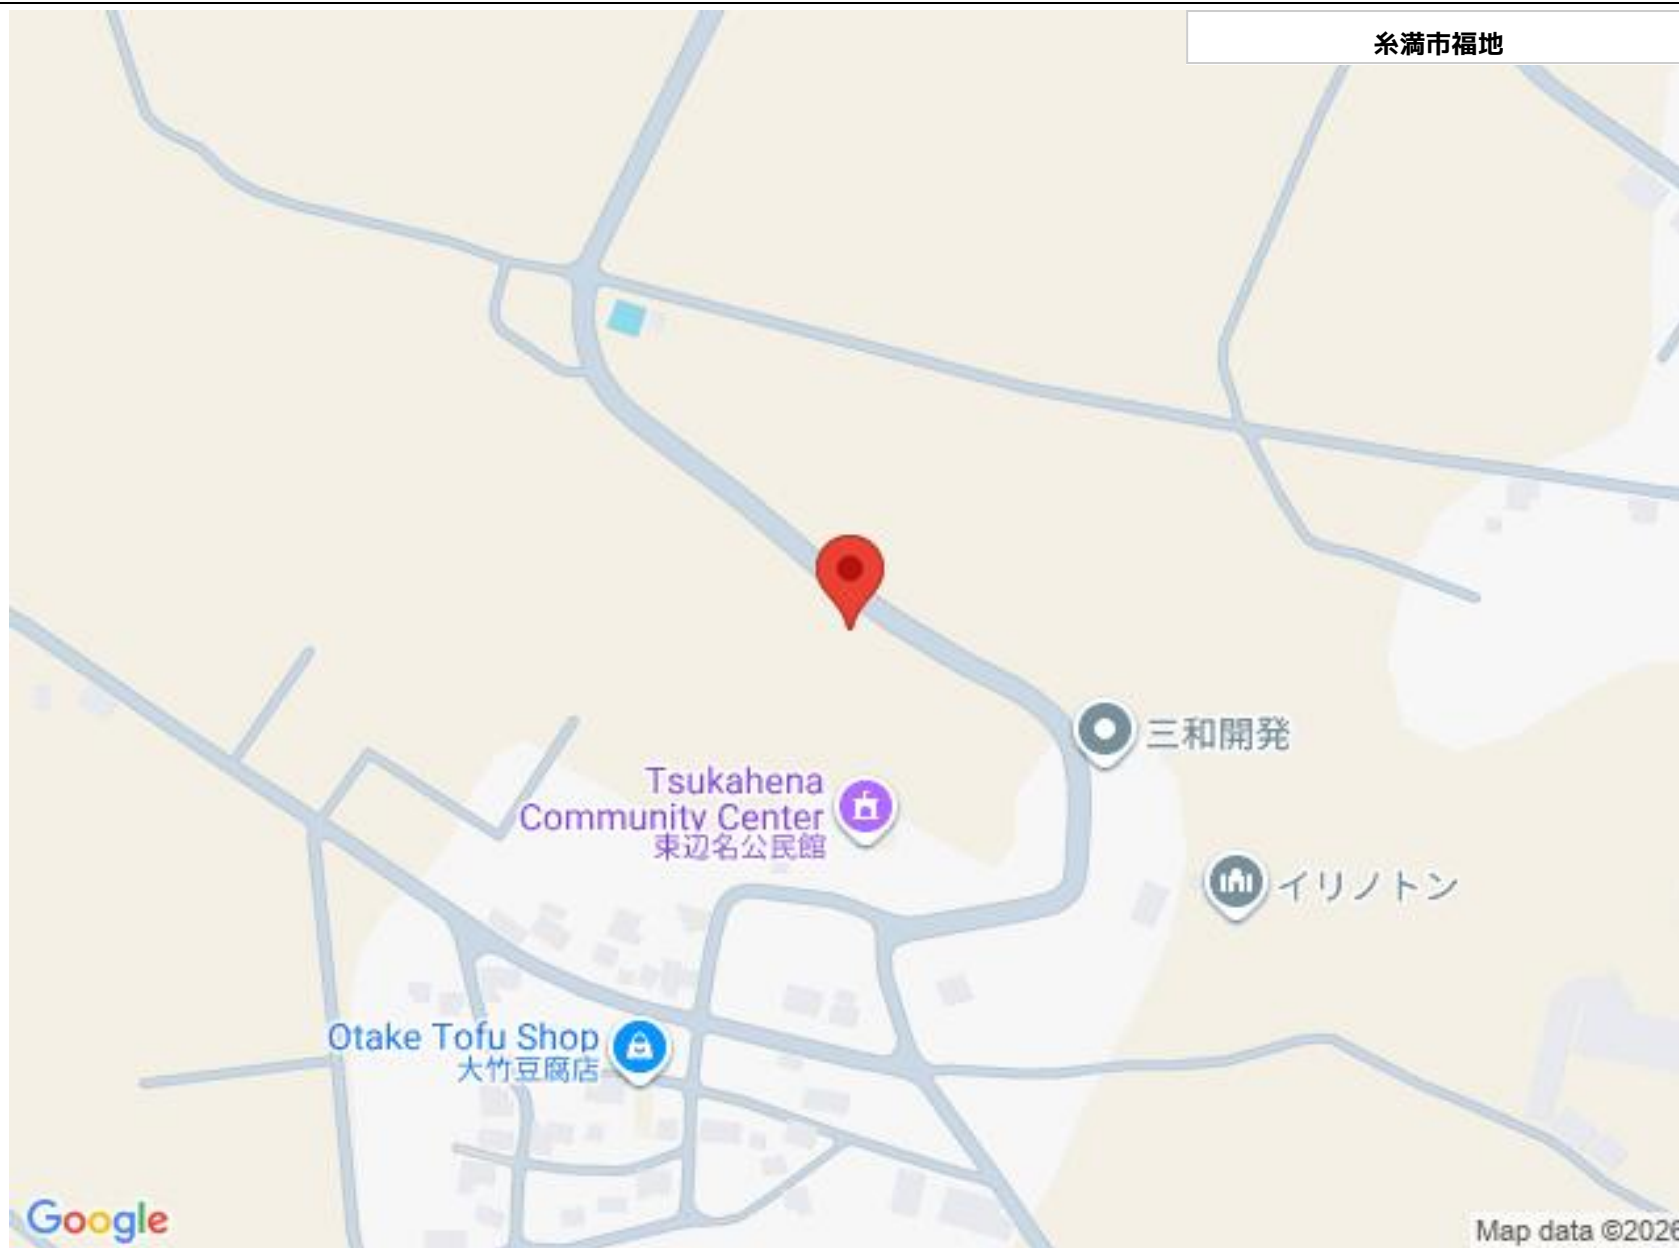 糸満市福地
三和開発
Tsukahena
Community Center
東辺名公民館
イリノトン
Otake Tofu Shop
大竹豆腐店
Google
Map data ©2026